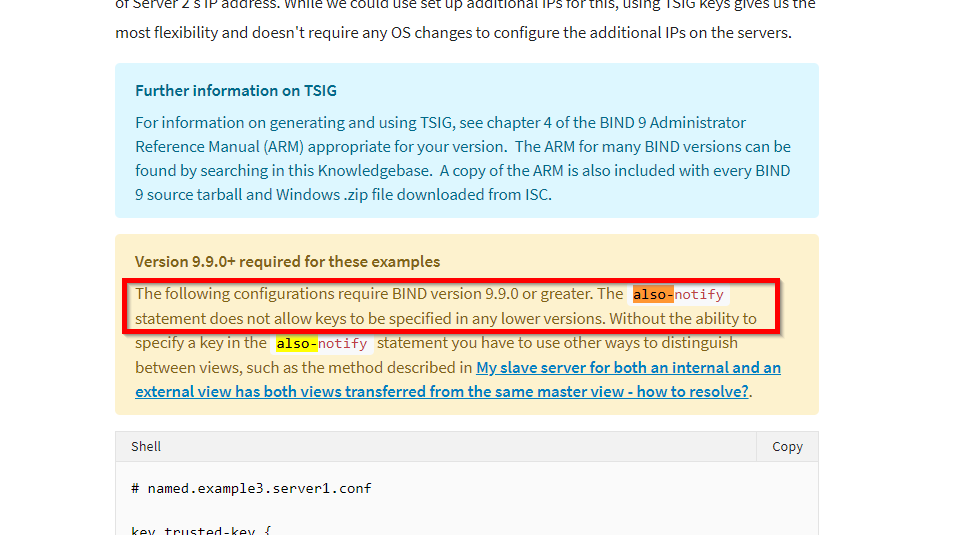 of Server 2's IP address. While we could use set up additional IPs for this, using TSIG keys gives us the
most flexibility and doesn't require any OS changes to configure the additional IPs on the servers.
Further information on TSIG
For information on generating and using TSIG, see chapter 4 of the BIND 9 Administrator
Reference Manual (ARM) appropriate for your version.  The ARM for many BIND versions can be
found by searching in this Knowledgebase.  A copy of the ARM is also included with every BIND
9 source tarball and Windows .zip file downloaded from ISC.
Version 9.9.0+ required for these examples
The following configurations require BIND version 9.9.0 or greater. The also-notify
statement does not allow keys to be specified in any lower versions. Without the ability to
specify a key in the also-notify statement you have to use other ways to distinguish
between views, such as the method described in My slave server for both an internal and an
external view has both views transferred from the same master view - how to resolve?.
Shell Copy
# named.example3.server1.conf
key trusted-key {